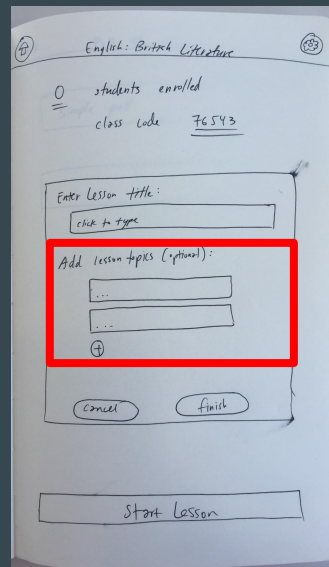 English: British Literature
0 students enrolled
class code 76543
Enter Lesson title:
click to type
Add lesson topics (optional):
...
...
+
cancel
finish
Start Lesson